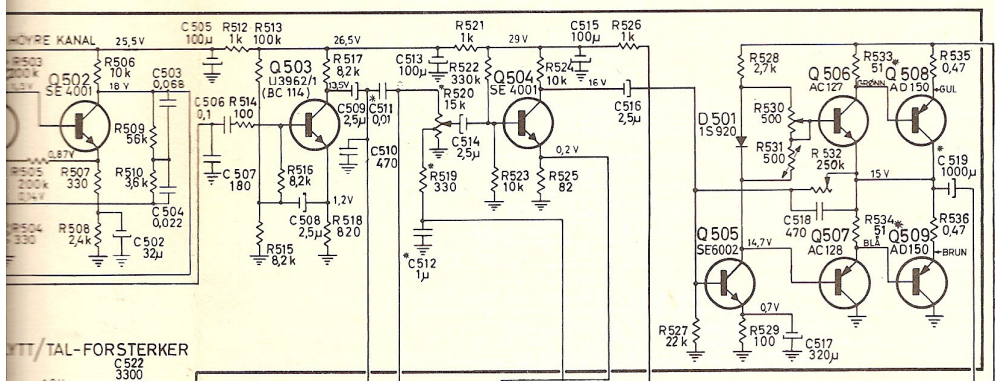 HØYRE KANAL
25,5V
C505
100µ
R512
1k
R513
100k
26,5V
R521
1k
29V
C515
100µ
R526
1k
R503
200k
R506
10k
Q502
SE 4001
18 V
C503
0,068
Q503
(BC 114)
R517
8,2k
13,5V
C509
2,5µ
C513
100µ
*
C511
0,01
R522
330k
*
R520
15 k
Q504
SE 4001
R524
10k
16 V
C516
2,5µ
R528
2,7k
Q506
AC127
R533
51
GRØNN
*
Q508
AD150
R535
0,47
GUL
C506
0,1
R514
100
R509
56k
D501
1S920
R530
500
R531
500
R532
250k
C510
470
C514
2,5µ
0,87V
R505
200k
0,14V
R507
330
R510
3,6k
C507
180
R516
8,2k
*
R519
330
R523
10k
0,2 V
R525
82
*
C519
1000µ
15 V
C504
0,022
1,2V
C508
2,5µ
R518
820
R504
330
R508
2,4k
C502
32µ
R515
8,2k
*
C512
1µ
Q505
SE6002
14,7V
C518
470
Q507
AC128
R534
51
BLÅ
*
Q509
AD150
R536
0,47
BRUN
0,7V
R527
22 k
R529
100
C517
320µ
TT/TAL-FORSTERKER
C522
3300